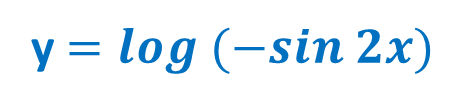 y = log (−sin 2x)